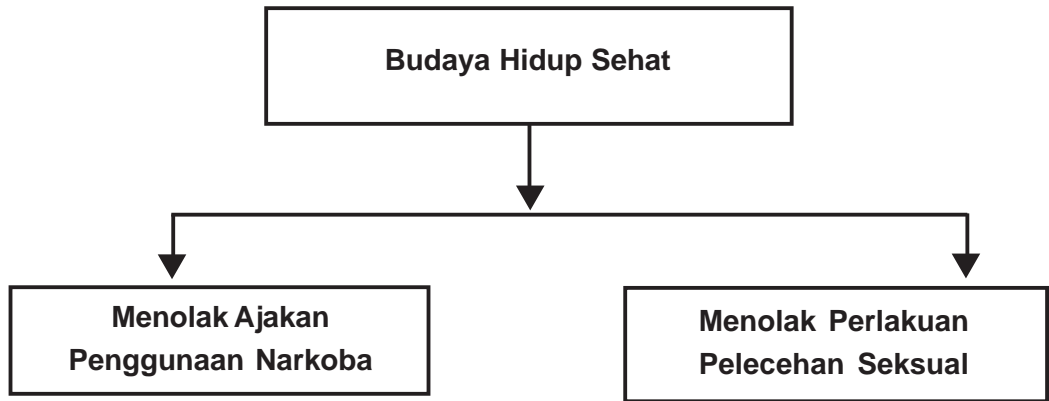 Budaya Hidup Sehat
Menolak Ajakan
Penggunaan Narkoba
Menolak Perlakuan
Pelecehan Seksual